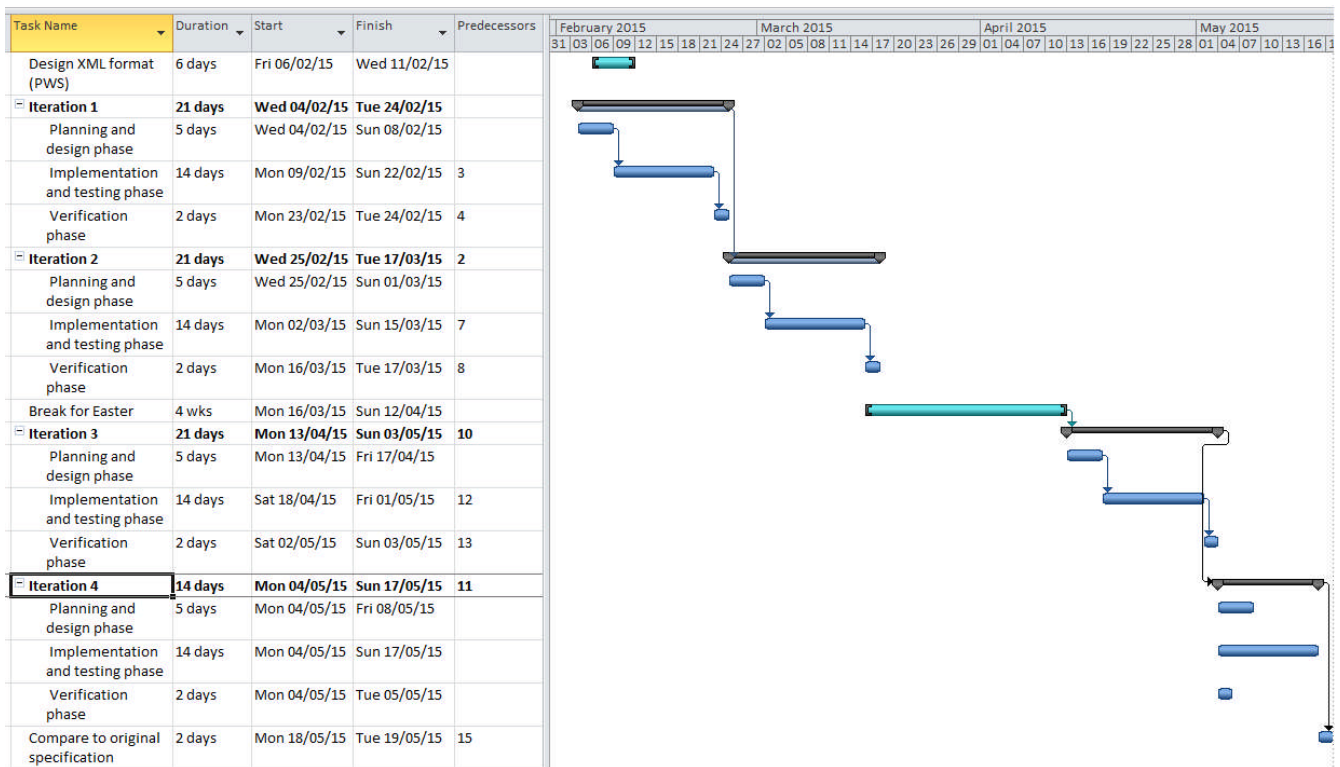 Task Name Duration Start Finish Predecessors
February 2015 March 2015 April 2015 May 2015
31 03 06 09 12 15 18 21 24 27 02 05 08 11 14 17 20 23 26 29 01 04 07 10 13 16 19 22 25 28 01 04 07 10 13 16
Design XML format 6 days Fri 06/02/15 Wed 11/02/15
(PWS)
Iteration 1 21 days Wed 04/02/15 Tue 24/02/15
Planning and 5 days Wed 04/02/15 Sun 08/02/15
design phase
Implementation 14 days Mon 09/02/15 Sun 22/02/15 3
and testing phase
Verification 2 days Mon 23/02/15 Tue 24/02/15 4
phase
Iteration 2 21 days Wed 25/02/15 Tue 17/03/15 2
Planning and 5 days Wed 25/02/15 Sun 01/03/15
design phase
Implementation 14 days Mon 02/03/15 Sun 15/03/15 7
and testing phase
Verification 2 days Mon 16/03/15 Tue 17/03/15 8
phase
Break for Easter 4 wks Mon 16/03/15 Sun 12/04/15
Iteration 3 21 days Mon 13/04/15 Sun 03/05/15 10
Planning and 5 days Mon 13/04/15 Fri 17/04/15
design phase
Implementation 14 days Sat 18/04/15 Fri 01/05/15 12
and testing phase
Verification 2 days Sat 02/05/15 Sun 03/05/15 13
phase
Iteration 4 14 days Mon 04/05/15 Sun 17/05/15 11
Planning and 5 days Mon 04/05/15 Fri 08/05/15
design phase
Implementation 14 days Mon 04/05/15 Sun 17/05/15
and testing phase
Verification 2 days Mon 04/05/15 Tue 05/05/15
phase
Compare to original 2 days Mon 18/05/15 Tue 19/05/15 15
specification